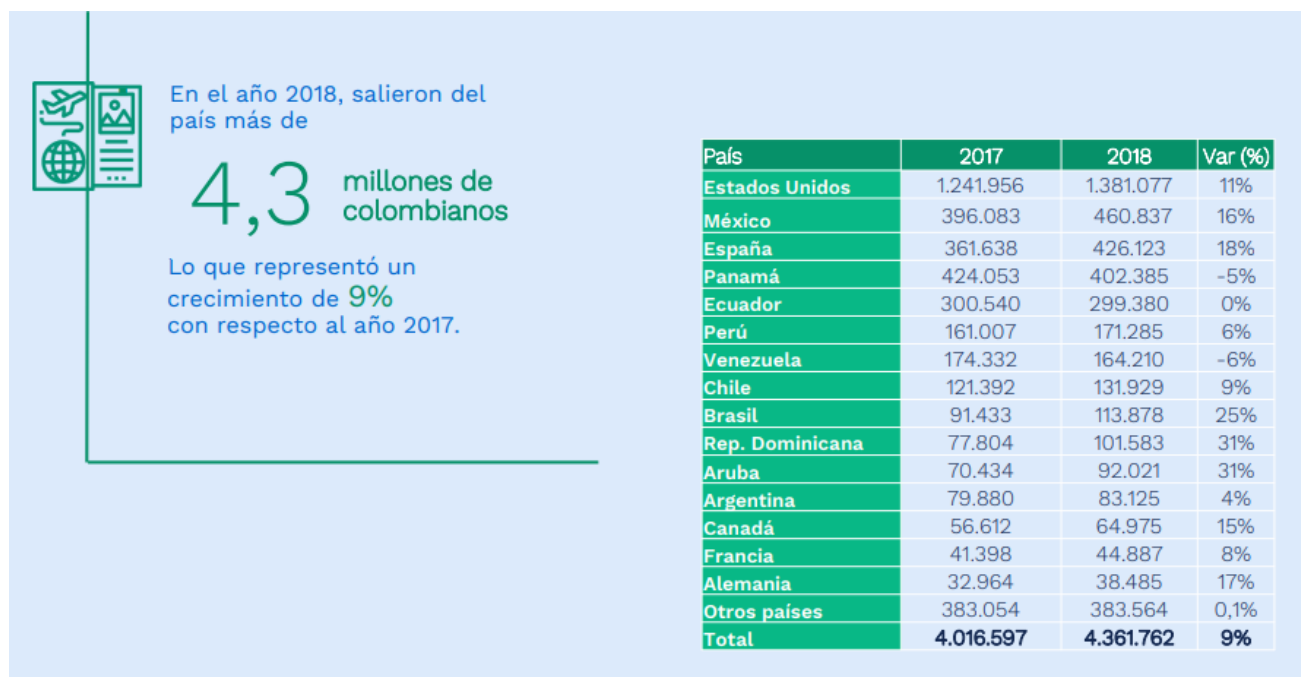 En el año 2018, salieron del
país más de
4,3 millones de
colombianos
Lo que representó un
crecimiento de 9%
con respecto al año 2017.
País 2017 2018 Var (%)
Estados Unidos 1.241.956 1.381.077 11%
México 396.083 460.837 16%
España 361.638 426.123 18%
Panamá 424.053 402.385 -5%
Ecuador 300.540 299.380 0%
Perú 161.007 171.285 6%
Venezuela 174.332 164.210 -6%
Chile 121.392 131.929 9%
Brasil 91.433 113.878 25%
Rep. Dominicana 77.804 101.583 31%
Aruba 70.434 92.021 31%
Argentina 79.880 83.125 4%
Canadá 56.612 64.975 15%
Francia 41.398 44.887 8%
Alemania 32.964 38.485 17%
Otros países 383.054 383.564 0,1%
Total 4.016.597 4.361.762 9%